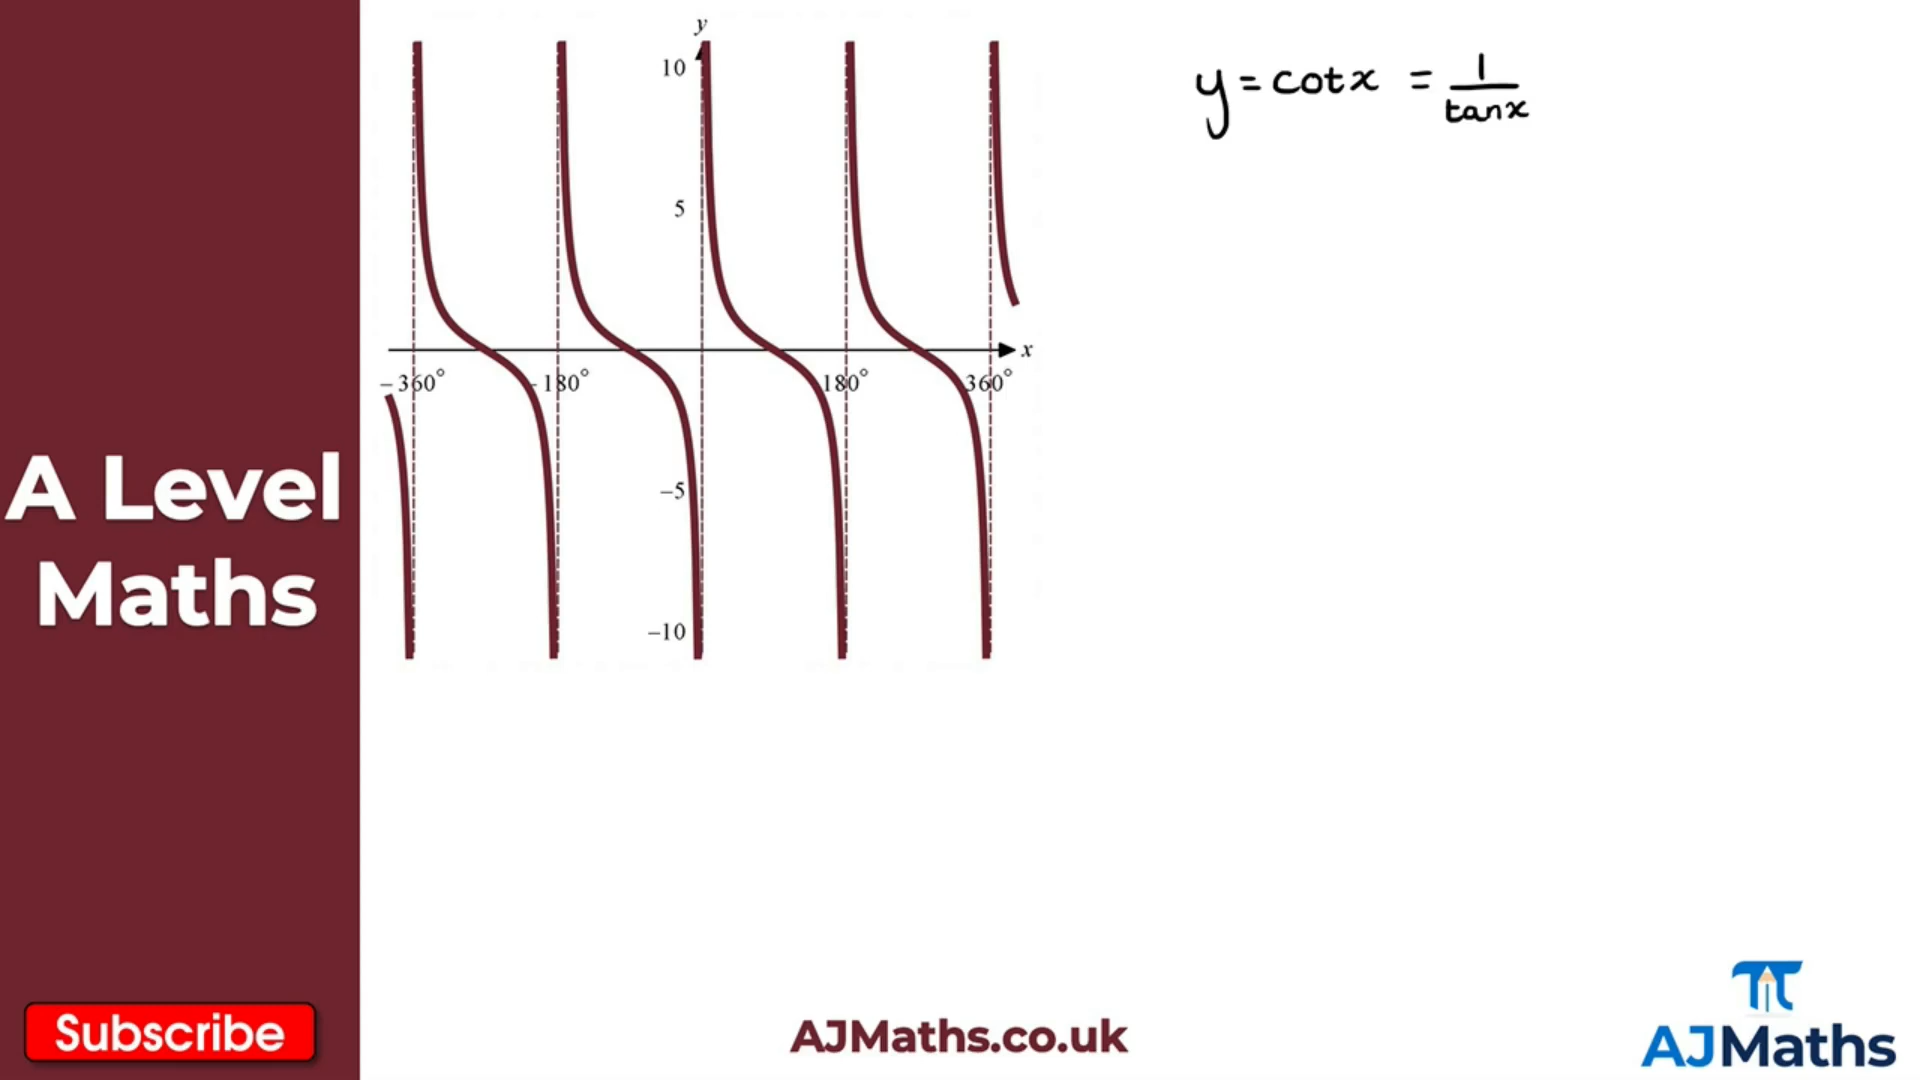 A Level
Maths
Subscribe
y
10
5
-5
-10
-360°
-180°
180°
360°
x
y = cot x = 1/tan x
AJMaths.co.uk
AJMaths